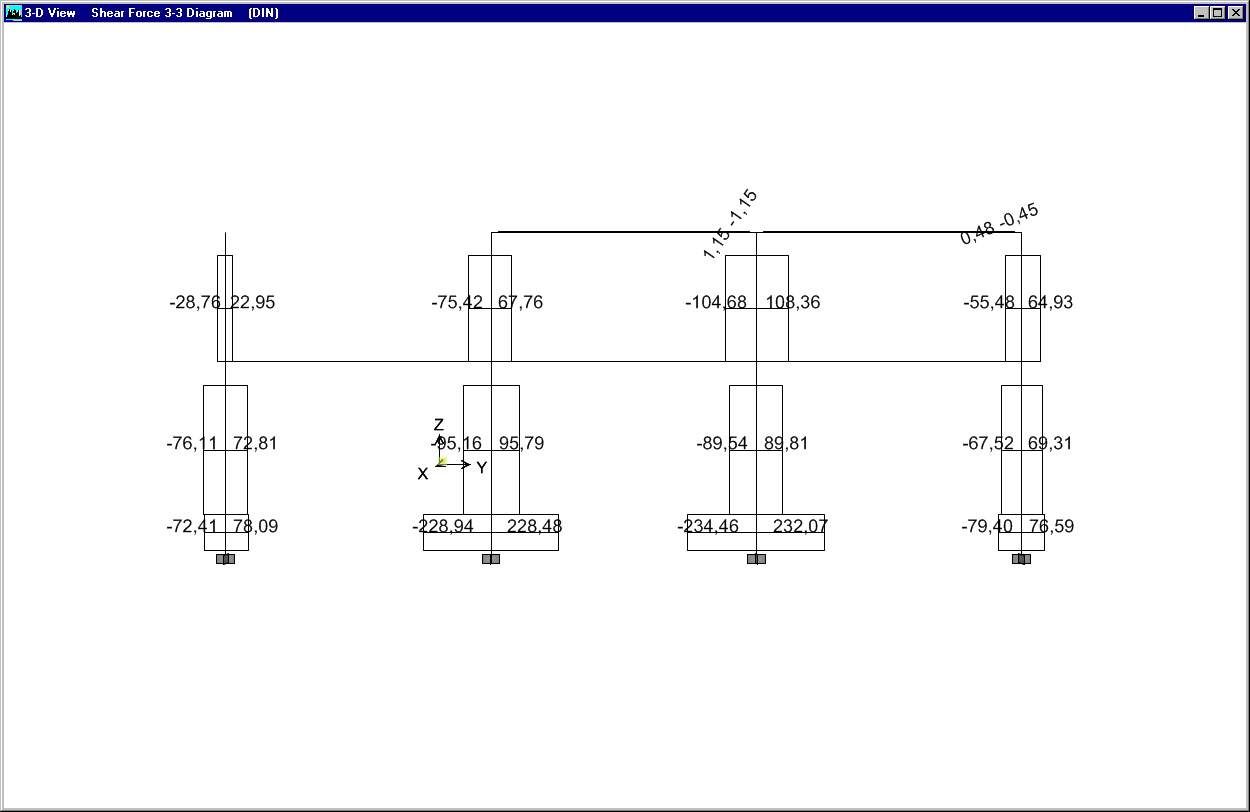 3-D View Shear Force 3-3 Diagram (DIN)
1,15 -1,15
0,48 -0,45
-28,76 22,95 -75,42 67,76 -104,68 108,36 -55,48 64,93
Z
-76,11 72,81 -95,16 95,79 -89,54 89,81 -67,52 69,31
X Y
-72,41 78,09 -228,94 228,48 -234,46 232,07 -79,40 76,59